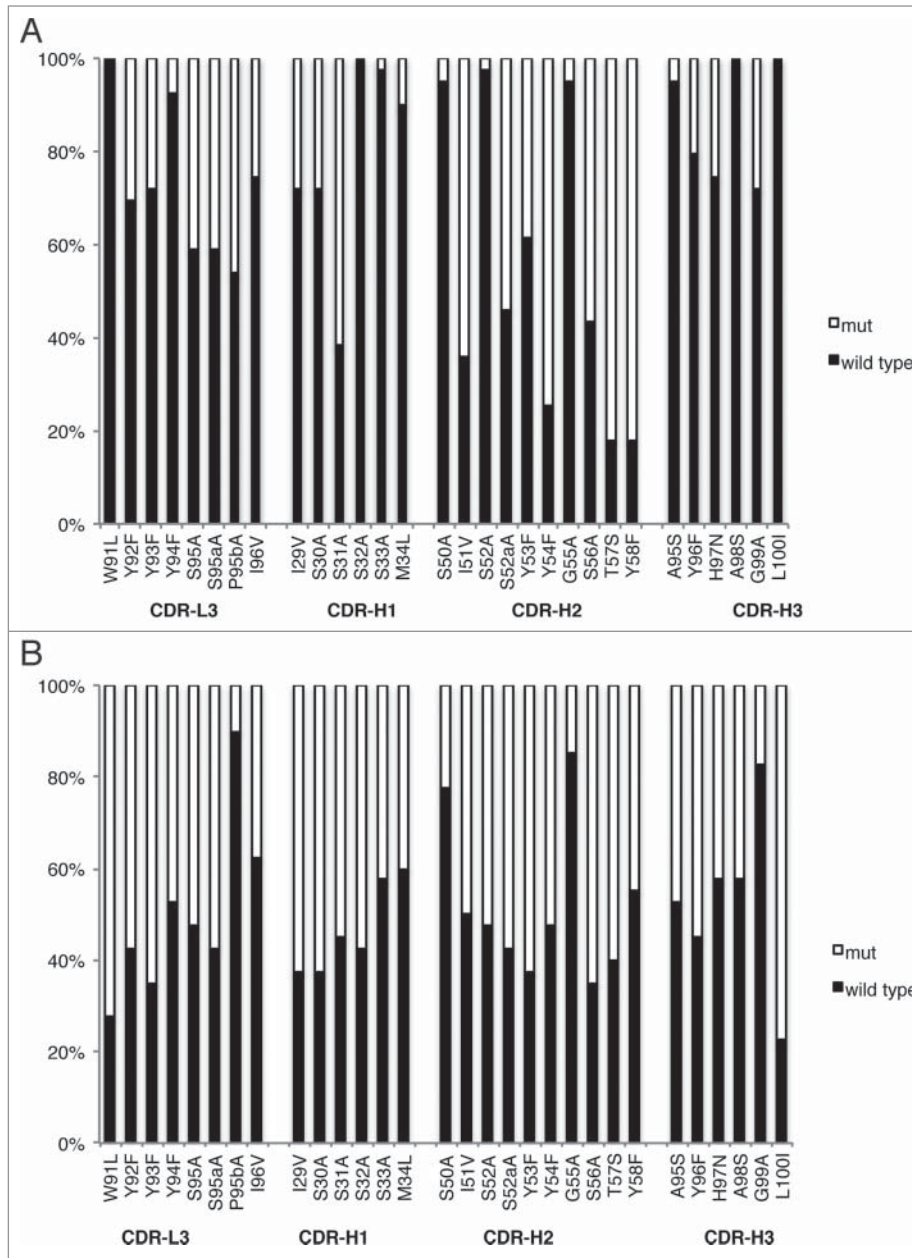 A
100%
80%
60%
40%
20%
0%
mut
wild type
W91L Y92F Y93F Y94F S95A S95aA P95bA I96V I29V S30A S31A S32A S33A M34L S50A I51V S52A S52aA Y53F Y54F G55A S56A T57S Y58F A95S Y96F H97N A98S G99A L100I
CDR-L3 CDR-H1 CDR-H2 CDR-H3
B
100%
80%
60%
40%
20%
0%
mut
wild type
W91L Y92F Y93F Y94F S95A S95aA P95bA I96V I29V S30A S31A S32A S33A M34L S50A I51V S52A S52aA Y53F Y54F G55A S56A T57S Y58F A95S Y96F H97N A98S G99A L100I
CDR-L3 CDR-H1 CDR-H2 CDR-H3